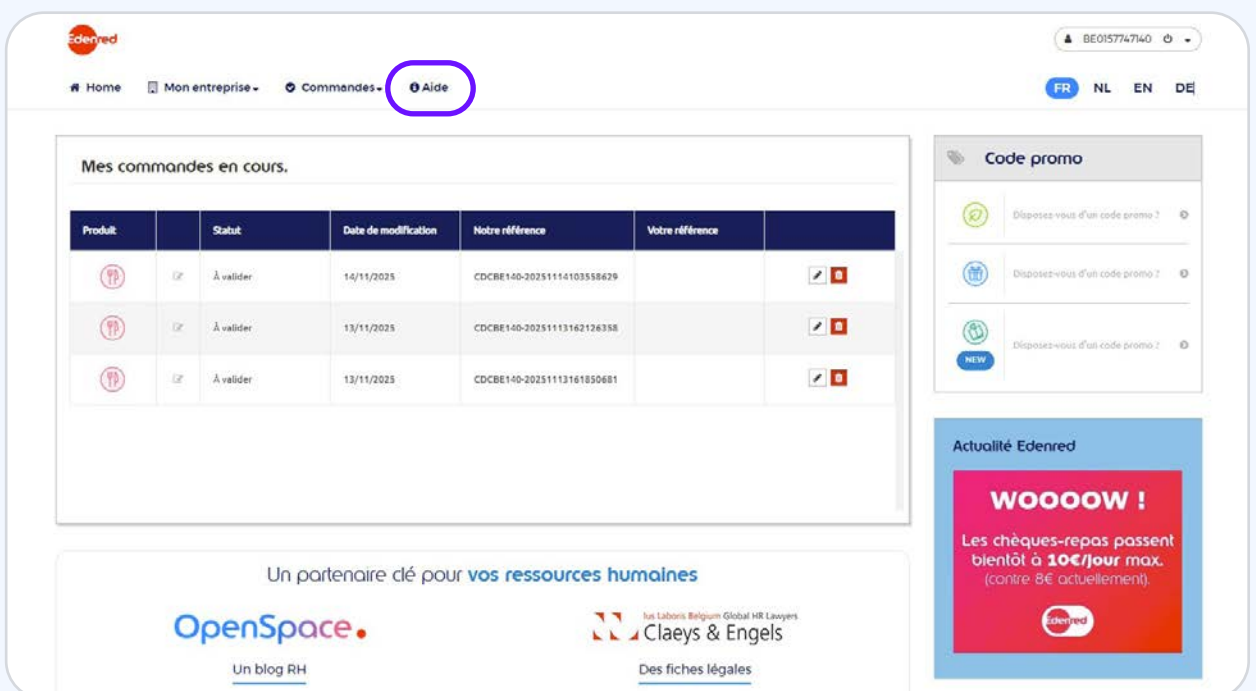 Edenred
BE0157747140
Home Mon entreprise Commandes Aide
FR NL EN DE
Mes commandes en cours.
Produit Statut Date de modification Notre référence Votre référence
À valider 14/11/2025 CDCBE140-20251114103558629
À valider 13/11/2025 CDCBE140-20251113162126358
À valider 13/11/2025 CDCBE140-20251113161850681
Code promo
Disposez-vous d'un code promo ?
Disposez-vous d'un code promo ?
Disposez-vous d'un code promo ?
NEW
Actualité Edenred
WOOOOW !
Les chèques-repas passent
bientôt à 10€/jour max.
(contre 8€ actuellement).
Edenred
Un partenaire clé pour vos ressources humaines
OpenSpace.
Un blog RH
Ius Laboris Belgium Global HR Lawyers
Claeys & Engels
Des fiches légales